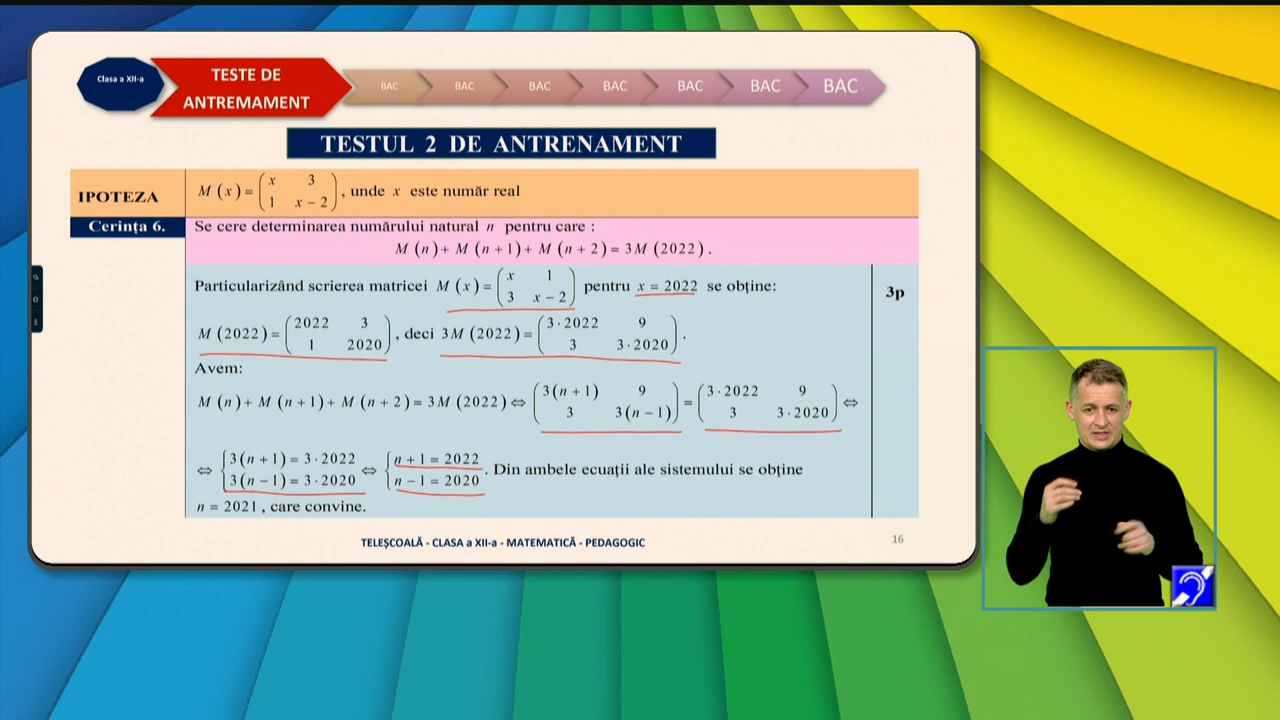 Clasa a XII-a
TESTE DE
ANTREMAMENT
BAC BAC BAC BAC BAC BAC BAC
TESTUL 2 DE ANTRENAMENT
IPOTEZA
M(x) = (x 3; 1 x − 2), unde x este număr real
Cerința 6.
Se cere determinarea numărului natural n pentru care :
M(n) + M(n+1) + M(n+2) = 3M(2022).
Particularizând scrierea matricei M(x) = (x 1; 3 x − 2) pentru x = 2022 se obține:
3p
M(2022) = (2022 3; 1 2020), deci 3M(2022) = (3·2022 9; 3 3·2020).
Avem:
M(n) + M(n+1) + M(n+2) = 3M(2022) ⇔ (3(n+1) 9; 3 3(n−1)) = (3·2022 9; 3 3·2020) ⇔
⇔ {3(n+1) = 3·2022; 3(n−1) = 3·2020 ⇔ {n+1 = 2022; n−1 = 2020. Din ambele ecuații ale sistemului se obține
n = 2021, care convine.
TELEȘCOALĂ - CLASA a XII-a - MATEMATICĂ - PEDAGOGIC
16